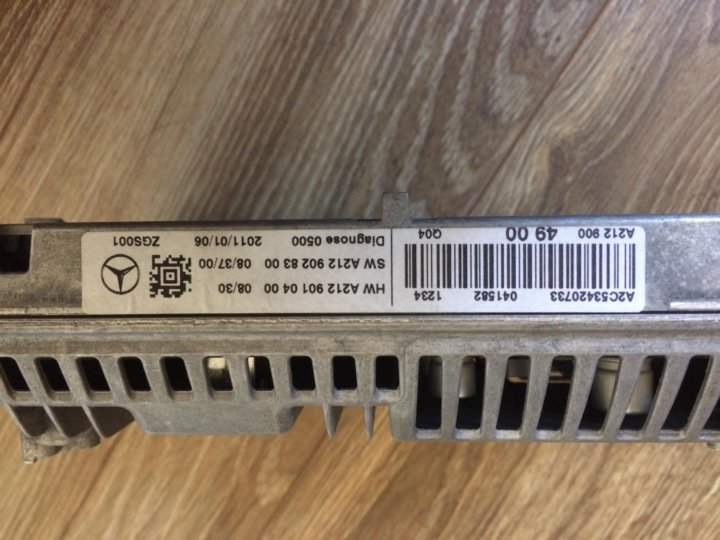 A2C53420733 041582 1234
A212 900 49 00 Q04
HW A212 901 04 00 08/30
SW A212 902 83 00 08/37/00
Diagnose 0500 2011/01/06 ZGS001